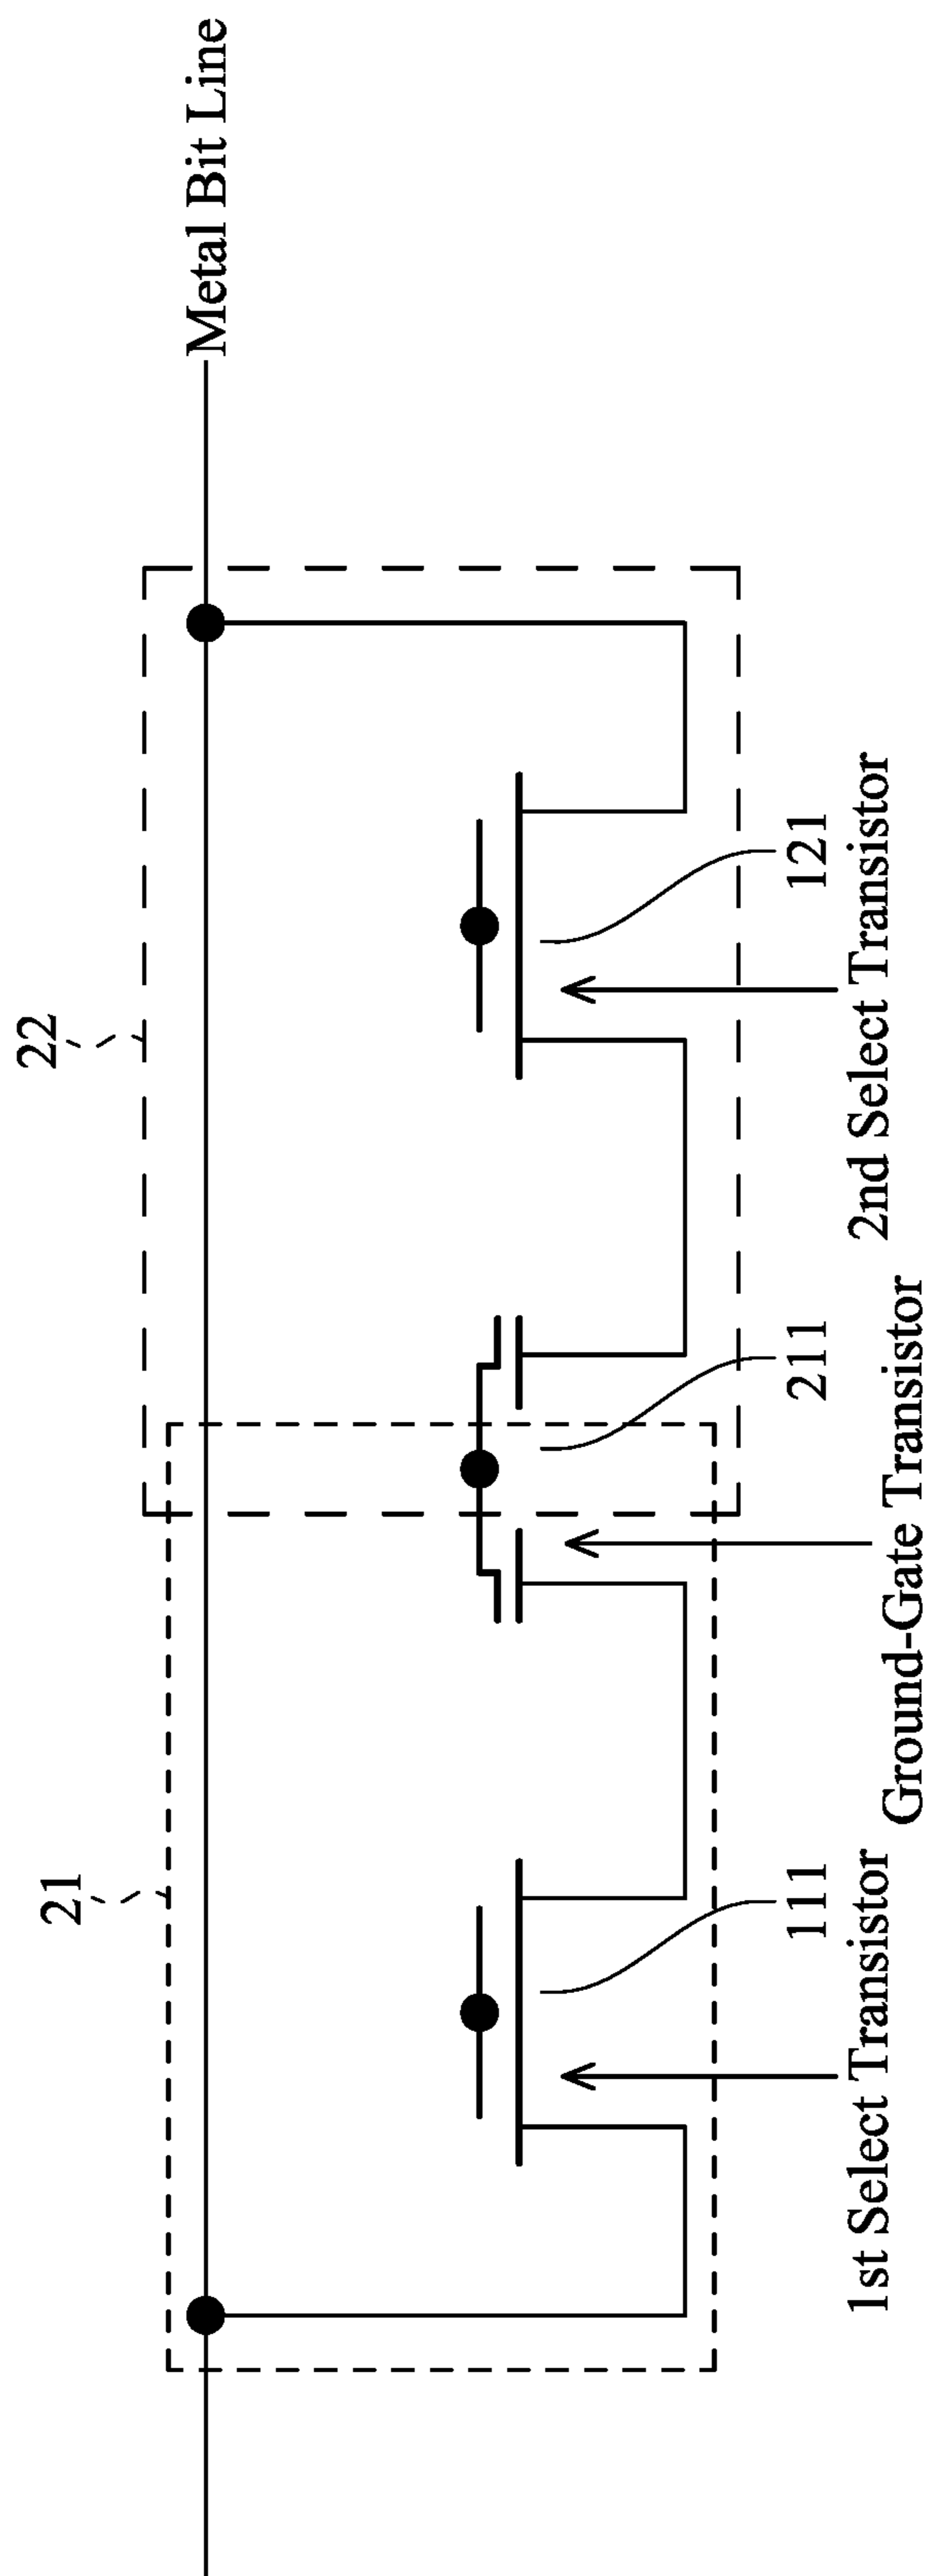 Metal Bit Line
21
22
111
211
121
1st Select Transistor
Ground-Gate Transistor
2nd Select Transistor